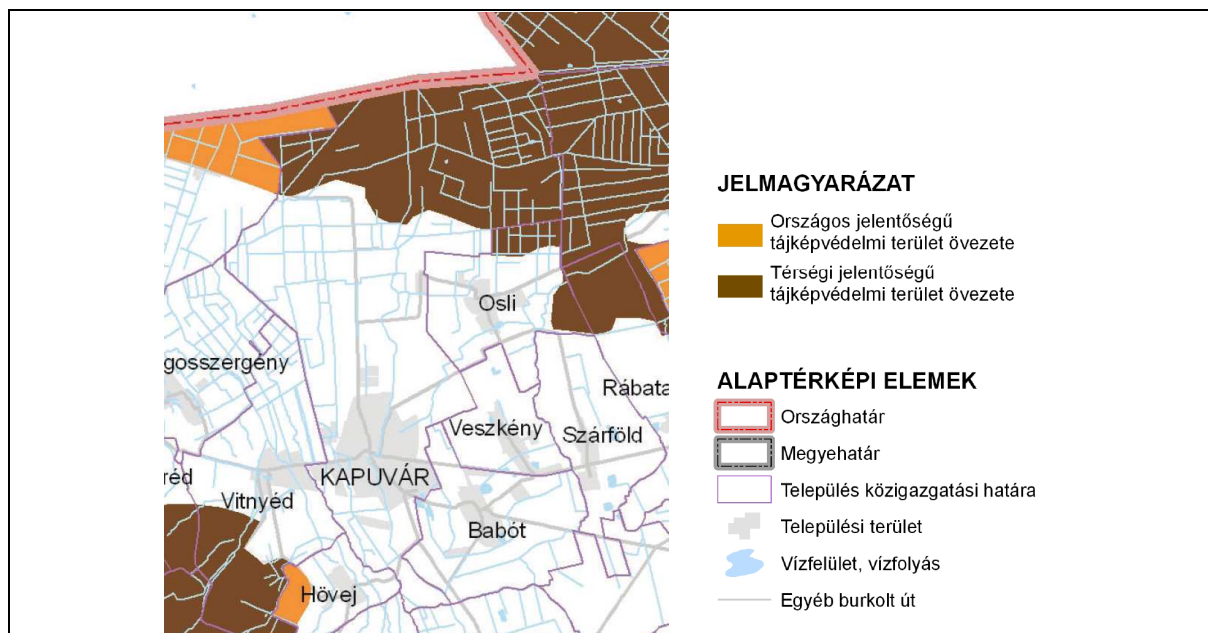 Osli
gosszergény
Rábata
Veszkény
Szárföld
réd
KAPUVÁR
Vitnyéd
Babót
Hövej
JELMAGYARÁZAT
Országos jelentőségű
tájképvédelmi terület övezete
Térségi jelentőségű
tájképvédelmi terület övezete
ALAPTÉRKÉPI ELEMEK
Országhatár
Megyehatár
Település közigazgatási határa
Települési terület
Vízfelület, vízfolyás
Egyéb burkolt út